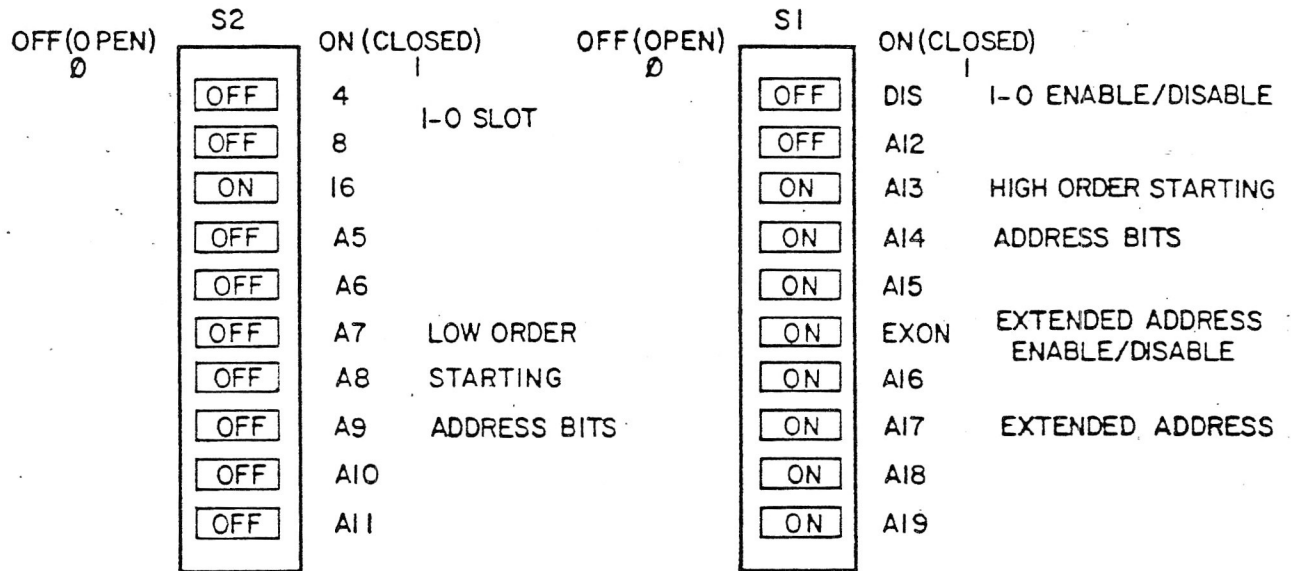 S2
OFF(OPEN) ON(CLOSED)
Ø 1
OFF 4
I-O SLOT
OFF 8
ON 16
OFF A5
OFF A6
OFF A7 LOW ORDER
OFF A8 STARTING
OFF A9 ADDRESS BITS
OFF A10
OFF A11
S1
OFF(OPEN) ON(CLOSED)
Ø 1
OFF DIS I-O ENABLE/DISABLE
OFF A12
ON A13 HIGH ORDER STARTING
ON A14 ADDRESS BITS
ON A15
ON EXON EXTENDED ADDRESS
ENABLE/DISABLE
ON A16
ON A17 EXTENDED ADDRESS
ON A18
ON A19